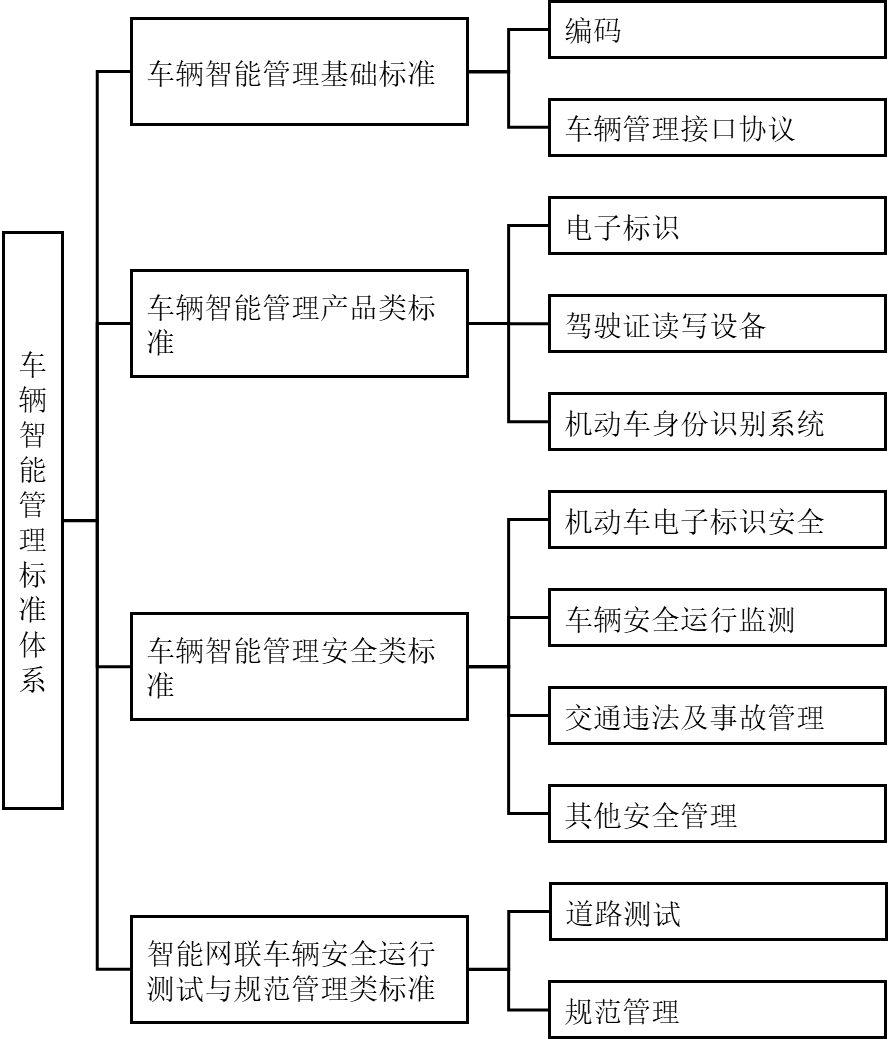 车辆智能管理标准体系
车辆智能管理基础标准
编码
车辆管理接口协议
车辆智能管理产品类标
准
电子标识
驾驶证读写设备
机动车身份识别系统
车辆智能管理安全类标
准
机动车电子标识安全
车辆安全运行监测
交通违法及事故管理
其他安全管理
智能网联车辆安全运行
测试与规范管理类标准
道路测试
规范管理